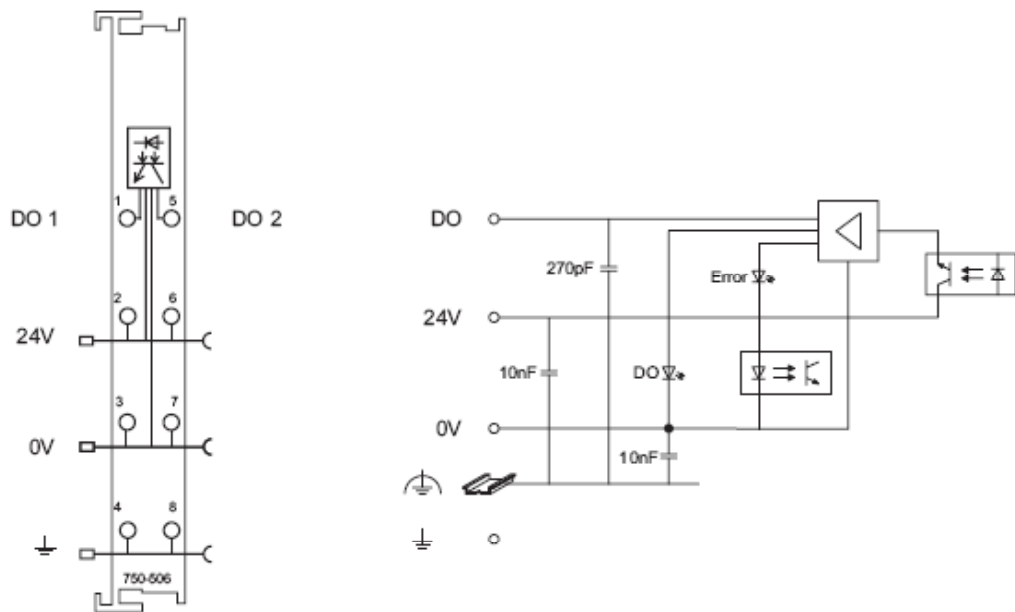 1 5
DO 1 DO 2
2 6
24V
3 7
0V
4 8
750-506
DO
270pF Error
24V
10nF DO
0V
10nF